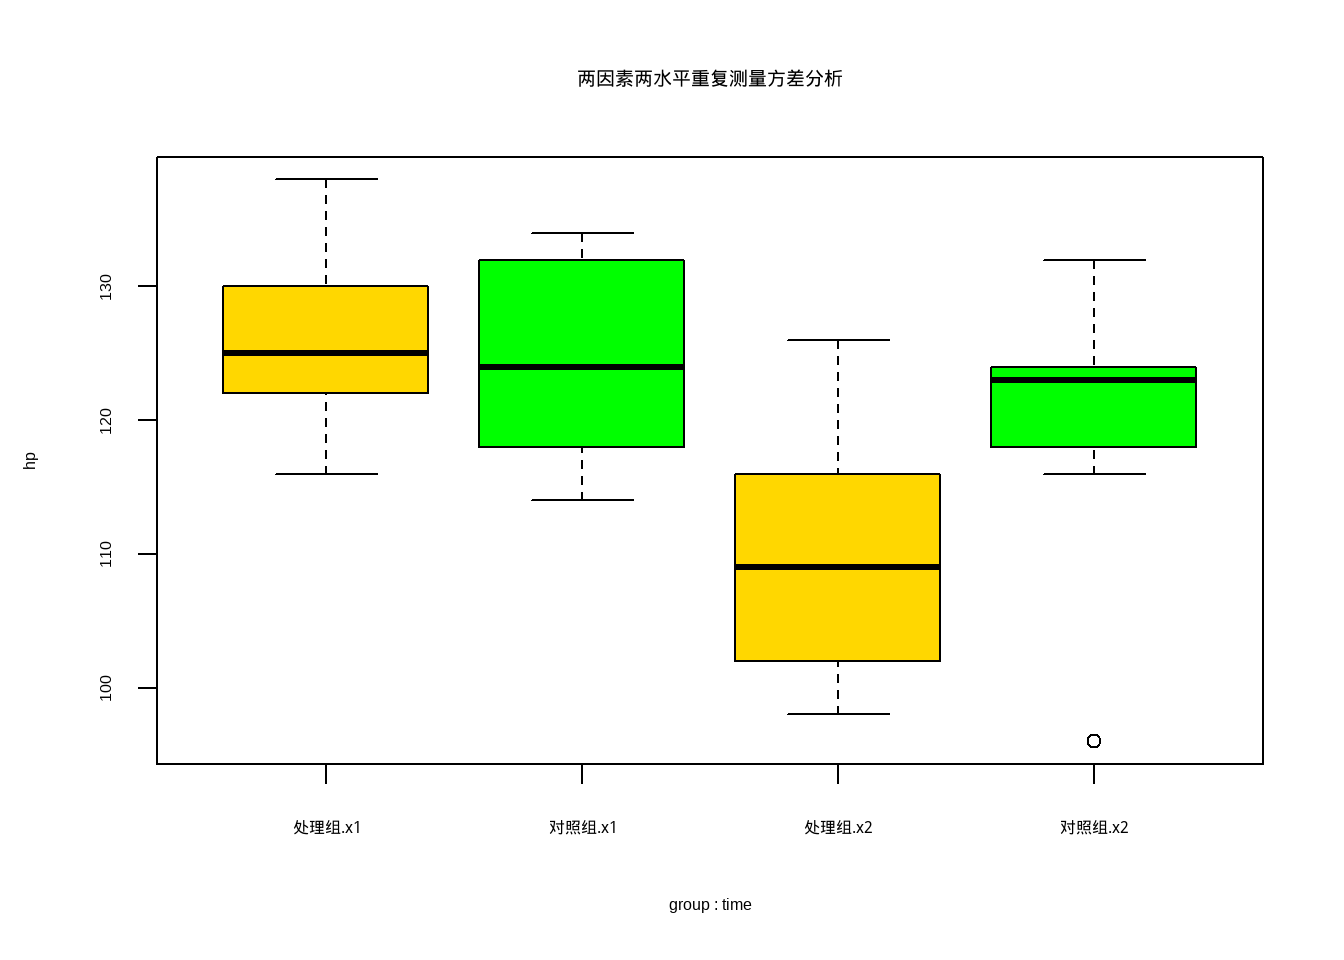 两因素两水平重复测量方差分析
hp
130
120
110
100
处理组.x1
对照组.x1
处理组.x2
对照组.x2
group : time